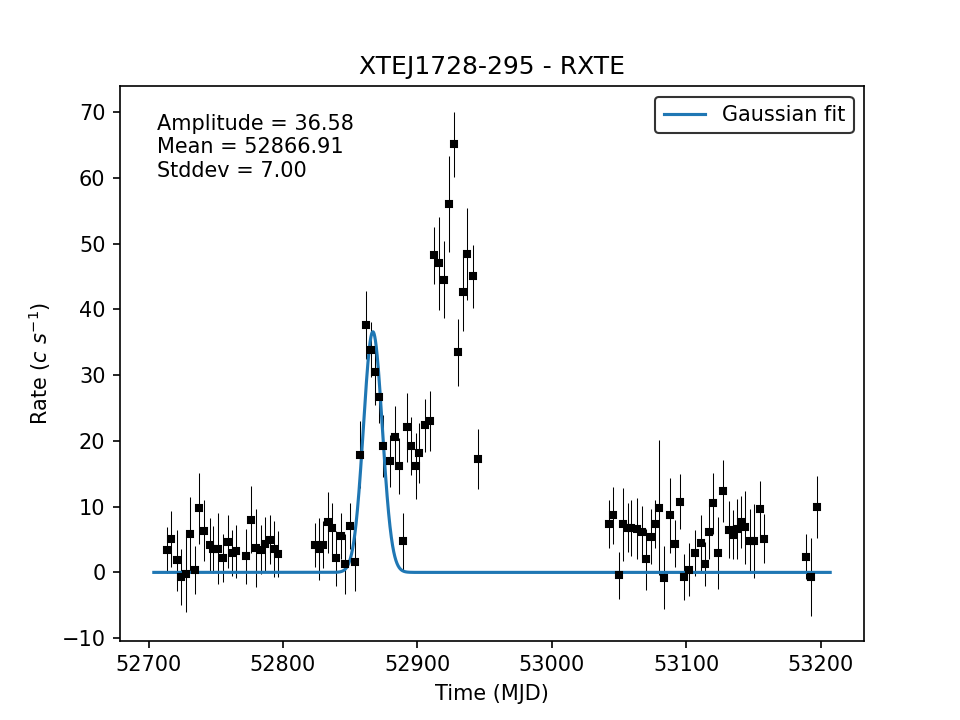 XTEJ1728-295 - RXTE
Amplitude = 36.58
Mean = 52866.91
Stddev = 7.00
Gaussian fit
70
60
50
40
30
20
10
0
−10
Rate (c s⁻¹)
52700 52800 52900 53000 53100 53200
Time (MJD)